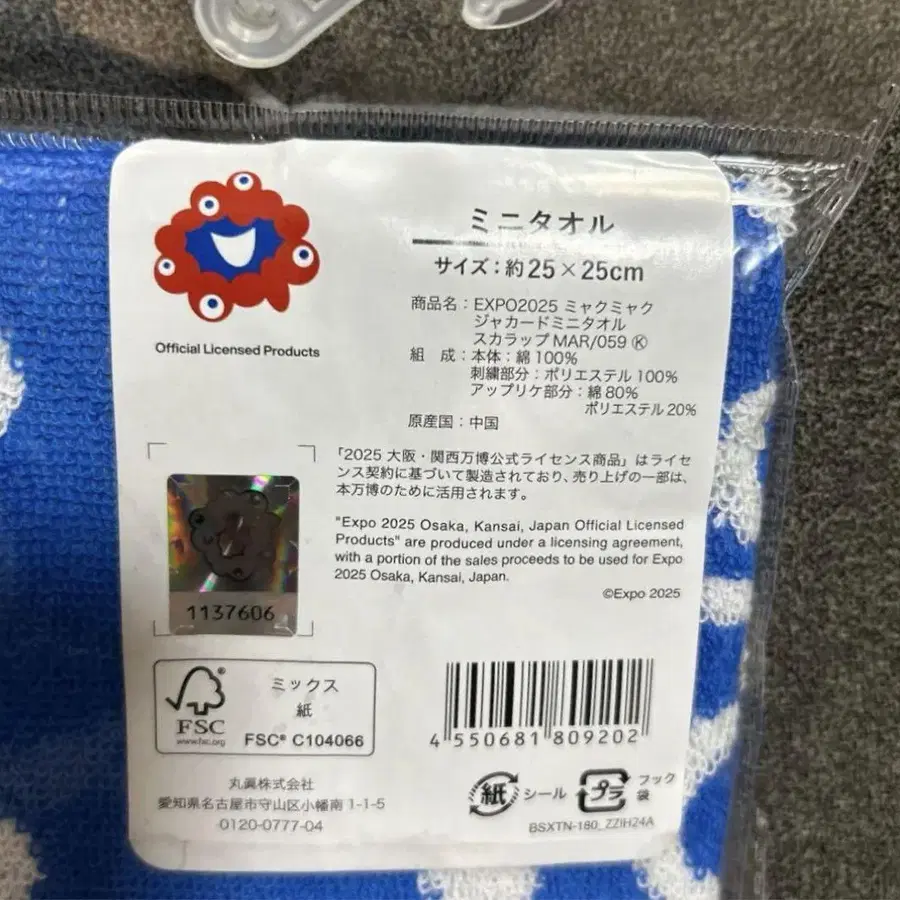 ミニタオル
サイズ：約25×25cm
商品名：EXPO2025 ミャクミャク
ジャカードミニタオル
スカラップMAR/059 Ⓚ
組　成：本体：綿100%
刺繍部分：ポリエステル100%
アップリケ部分：綿80%
ポリエステル20%
原産国：中国
Official Licensed Products
「2025 大阪・関西万博公式ライセンス商品」はライセ
ンス契約に基づいて製造されており、売り上げの一部は、
本万博のために活用されます。
"Expo 2025 Osaka, Kansai, Japan Official Licensed
Products" are produced under a licensing agreement,
with a portion of the sales proceeds to be used for Expo
2025 Osaka, Kansai, Japan.
©Expo 2025
1137606
ミックス
紙
FSC
www.fsc.org
FSC® C104066
4 550681 809202
丸眞株式会社
愛知県名古屋市守山区小幡南1-1-5
0120-0777-04
紙 シール
プラ フック
袋
BSXTN-180_ZZIH24A